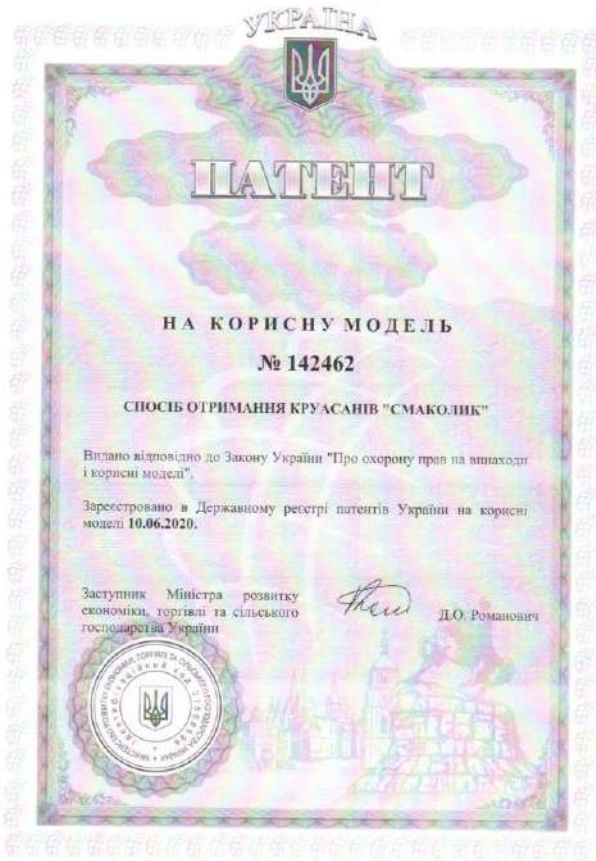 УКРАЇНА
ПАТЕНТ
НА КОРИСНУ МОДЕЛЬ
№ 142462
СПОСІБ ОТРИМАННЯ КРУАСАНІВ "СМАКОЛИК"
Видано відповідно до Закону України "Про охорону прав на винаходи
і корисні моделі".
Зареєстровано в Державному реєстрі патентів України на корисні
моделі 10.06.2020.
Заступник Міністра розвитку
економіки, торгівлі та сільського
господарства України
Д.О. Романович